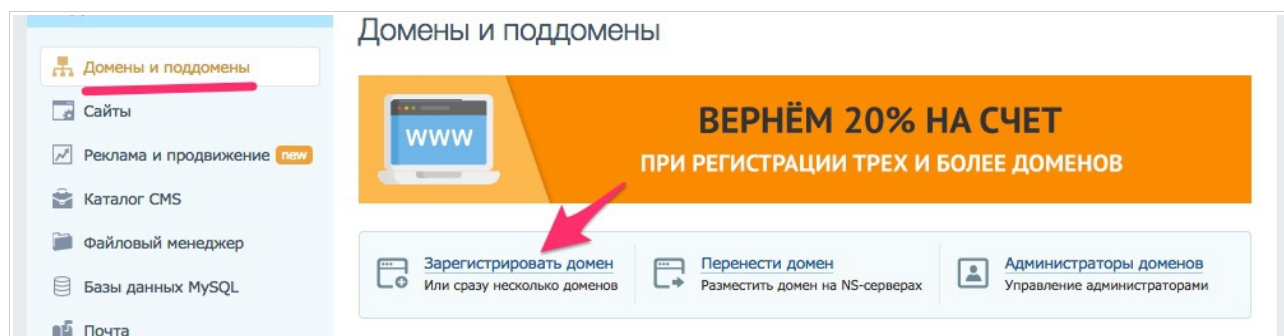 Домены и поддомены
Домены и поддомены
Сайты
Реклама и продвижение new
Каталог CMS
Файловый менеджер
Базы данных MySQL
Почта
www
ВЕРНЁМ 20% НА СЧЕТ
ПРИ РЕГИСТРАЦИИ ТРЕХ И БОЛЕЕ ДОМЕНОВ
Зарегистрировать домен
Или сразу несколько доменов
Перенести домен
Разместить домен на NS-серверах
Администраторы доменов
Управление администраторами